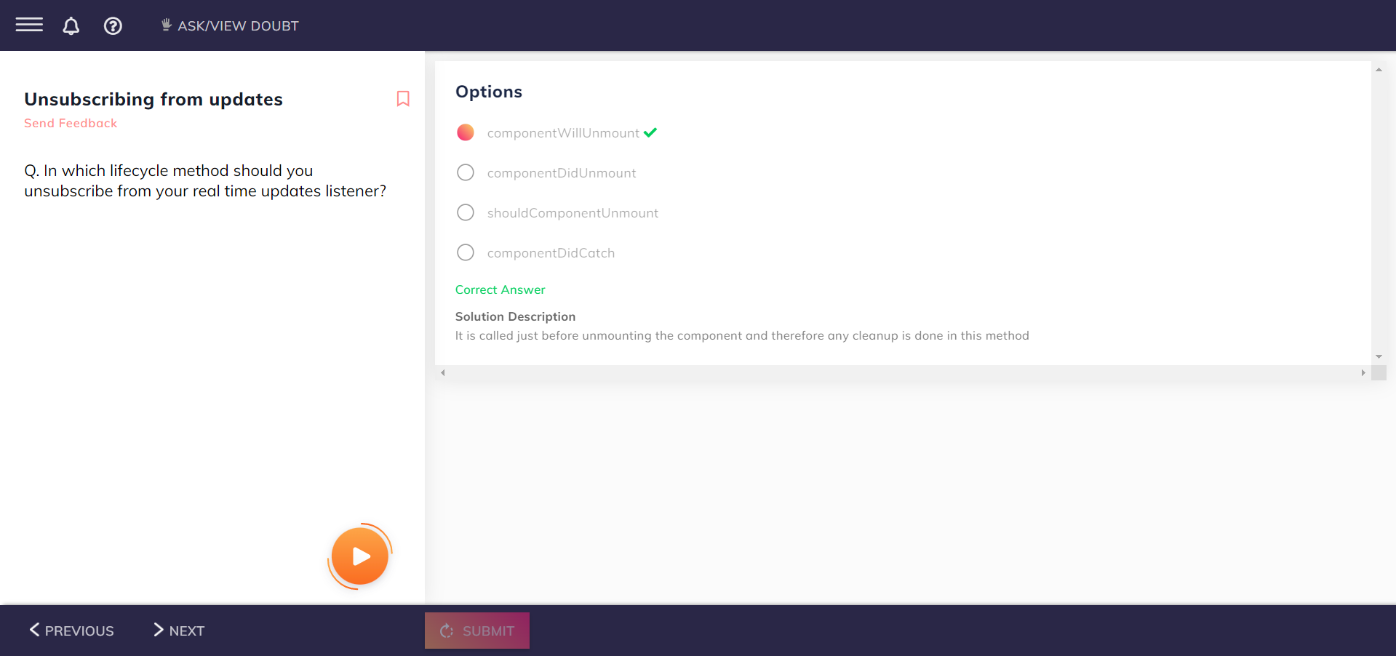 ASK/VIEW DOUBT
Unsubscribing from updates
Send Feedback
Q. In which lifecycle method should you
unsubscribe from your real time updates listener?
Options
componentWillUnmount
componentDidUnmount
shouldComponentUnmount
componentDidCatch
Correct Answer
Solution Description
It is called just before unmounting the component and therefore any cleanup is done in this method
PREVIOUS
NEXT
SUBMIT